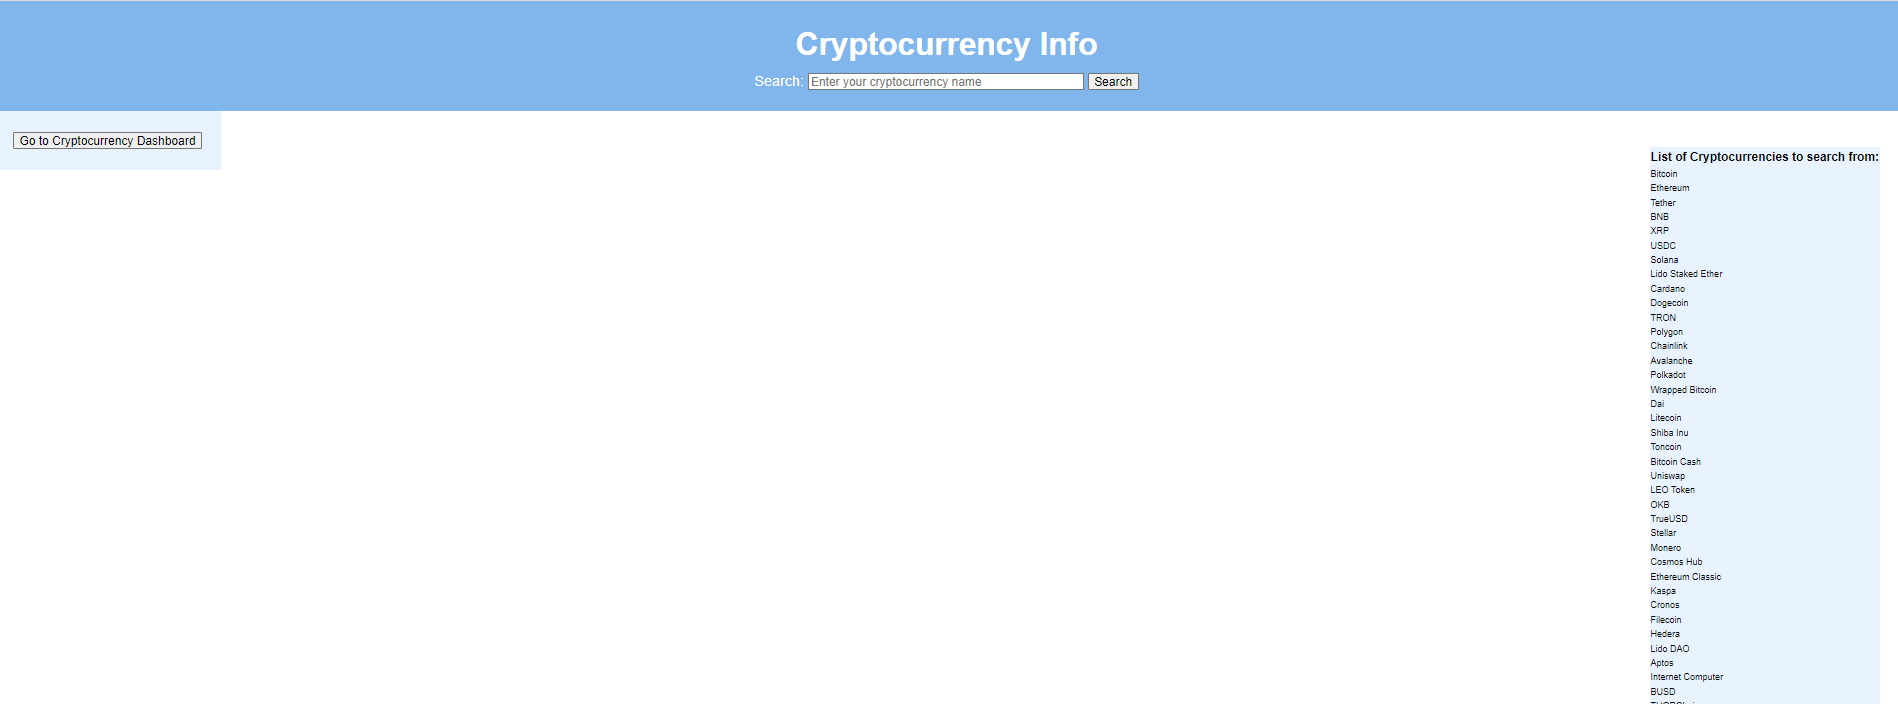 Cryptocurrency Info
Search: Enter your cryptocurrency name Search
Go to Cryptocurrency Dashboard
List of Cryptocurrencies to search from:
Bitcoin
Ethereum
Tether
BNB
XRP
USDC
Solana
Lido Staked Ether
Cardano
Dogecoin
TRON
Polygon
Chainlink
Avalanche
Polkadot
Wrapped Bitcoin
Dai
Litecoin
Shiba Inu
Toncoin
Bitcoin Cash
Uniswap
LEO Token
OKB
TrueUSD
Stellar
Monero
Cosmos Hub
Ethereum Classic
Kaspa
Cronos
Filecoin
Hedera
Lido DAO
Aptos
Internet Computer
BUSD